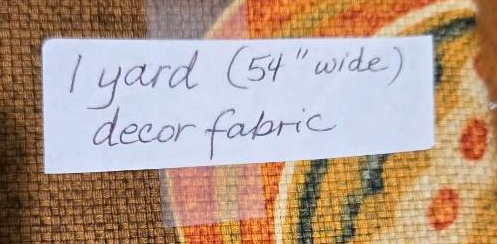 1 yard (54" wide)
decor fabric